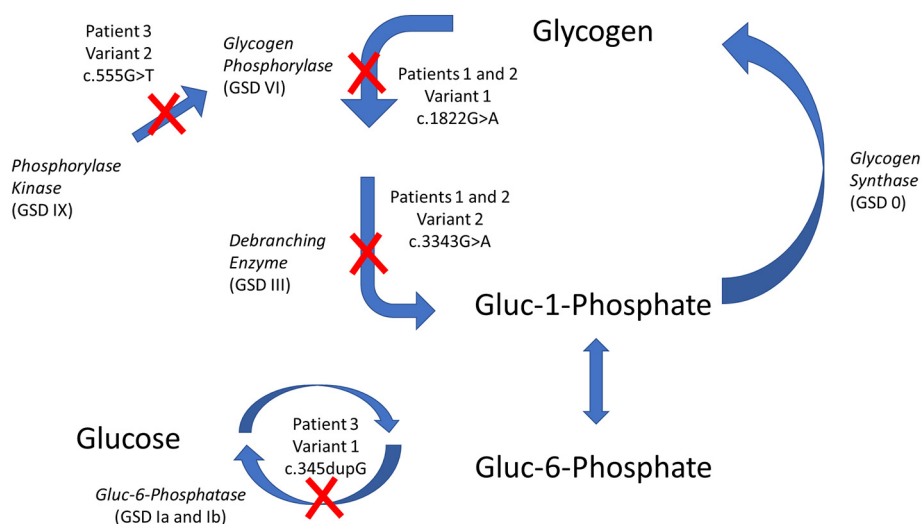 Glycogen
Patient 3
Variant 2
c.555G>T
Glycogen
Phosphorylase
(GSD VI)
Patients 1 and 2
Variant 1
c.1822G>A
Phosphorylase
Kinase
(GSD IX)
Glycogen
Synthase
(GSD 0)
Patients 1 and 2
Variant 2
c.3343G>A
Debranching
Enzyme
(GSD III)
Gluc-1-Phosphate
Glucose
Patient 3
Variant 1
c.345dupG
Gluc-6-Phosphate
Gluc-6-Phosphatase
(GSD Ia and Ib)